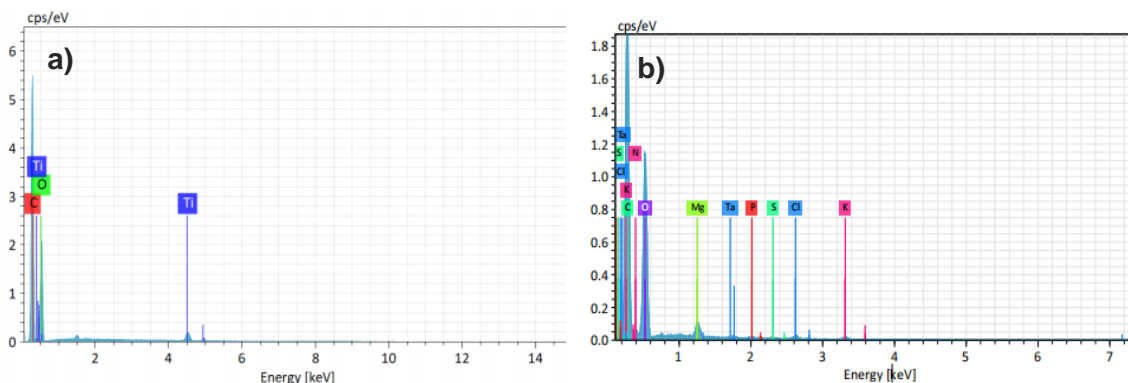 cps/eV
a)
6
5
4
3
2
1
0
Ti
O
C
Ti
2
4
6
8
10
12
14
Energy [keV]
cps/eV
b)
1.8
1.6
1.4
1.2
1.0
0.8
0.6
0.4
0.2
0.0
Ta
S
N
Cl
K
C
O
Mg
Ta
P
S
Cl
K
1
2
3
4
5
6
7
Energy [keV]